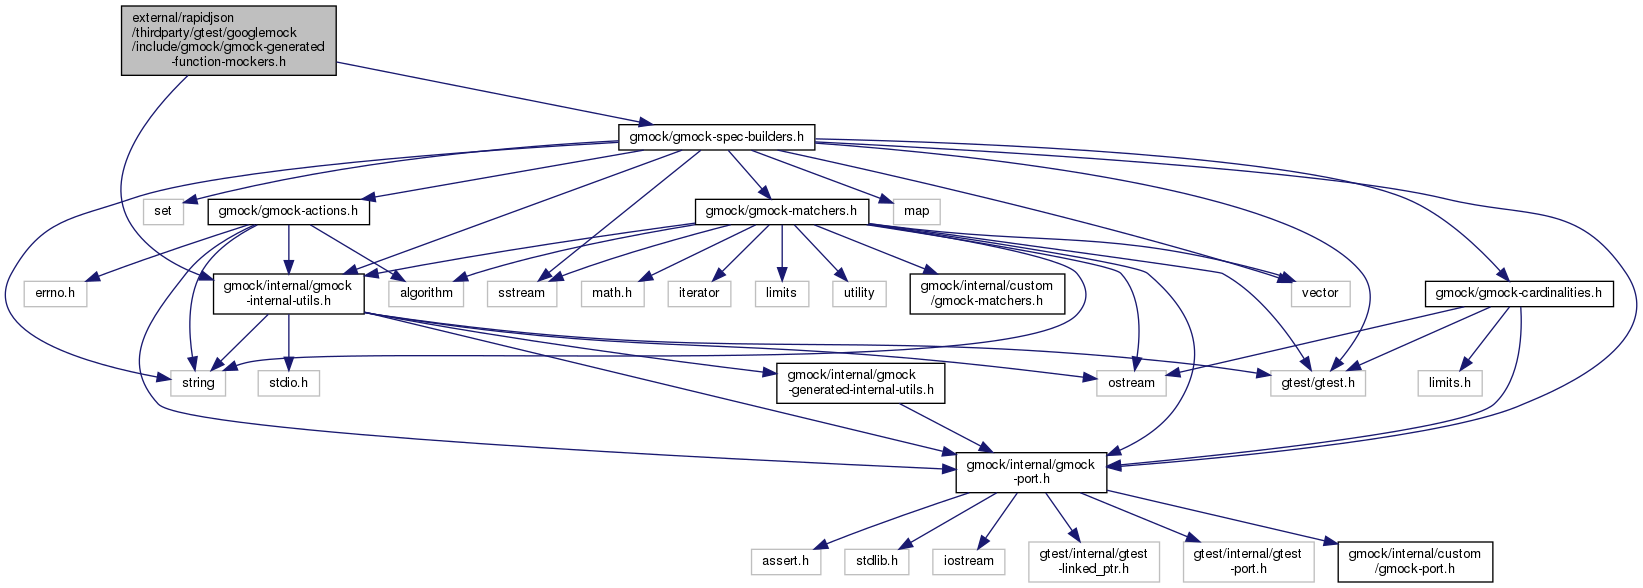 external/rapidjson
/thirdparty/gtest/googlemock
/include/gmock/gmock-generated
-function-mockers.h
gmock/gmock-spec-builders.h
set
gmock/gmock-actions.h
gmock/gmock-matchers.h
map
errno.h
gmock/internal/gmock
-internal-utils.h
algorithm
sstream
math.h
iterator
limits
utility
gmock/internal/custom
/gmock-matchers.h
vector
gmock/gmock-cardinalities.h
string
stdio.h
gmock/internal/gmock
-generated-internal-utils.h
ostream
gtest/gtest.h
limits.h
gmock/internal/gmock
-port.h
assert.h
stdlib.h
iostream
gtest/internal/gtest
-linked_ptr.h
gtest/internal/gtest
-port.h
gmock/internal/custom
/gmock-port.h